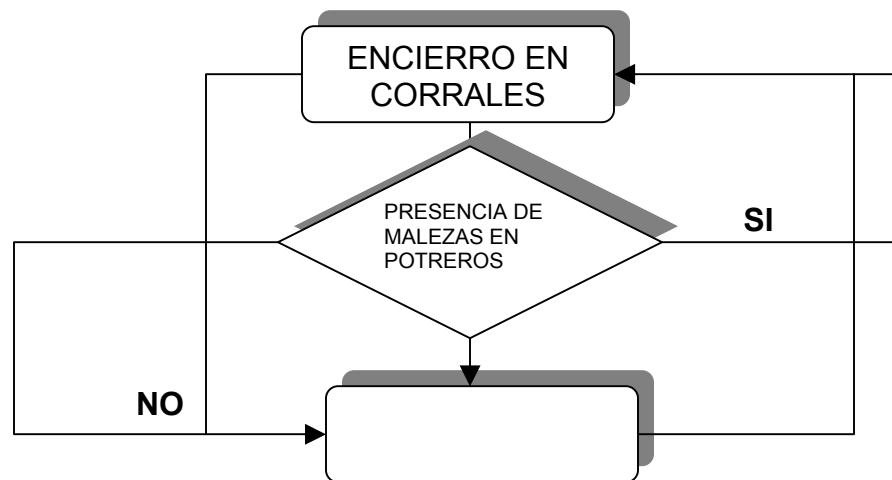 ENCIERRO EN
CORRALES
PRESENCIA DE
MALEZAS EN
POTREROS
SI
NO